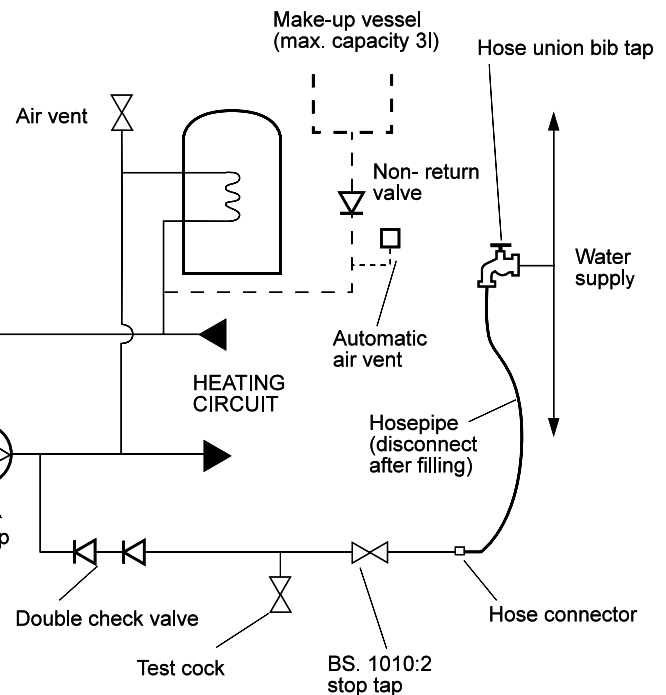 Make-up vessel
(max. capacity 3l)
Hose union bib tap
Air vent
Non- return
valve
Water
supply
Automatic
air vent
HEATING
CIRCUIT
Hosepipe
(disconnect
after filling)
Double check valve
Hose connector
Test cock
BS. 1010:2
stop tap